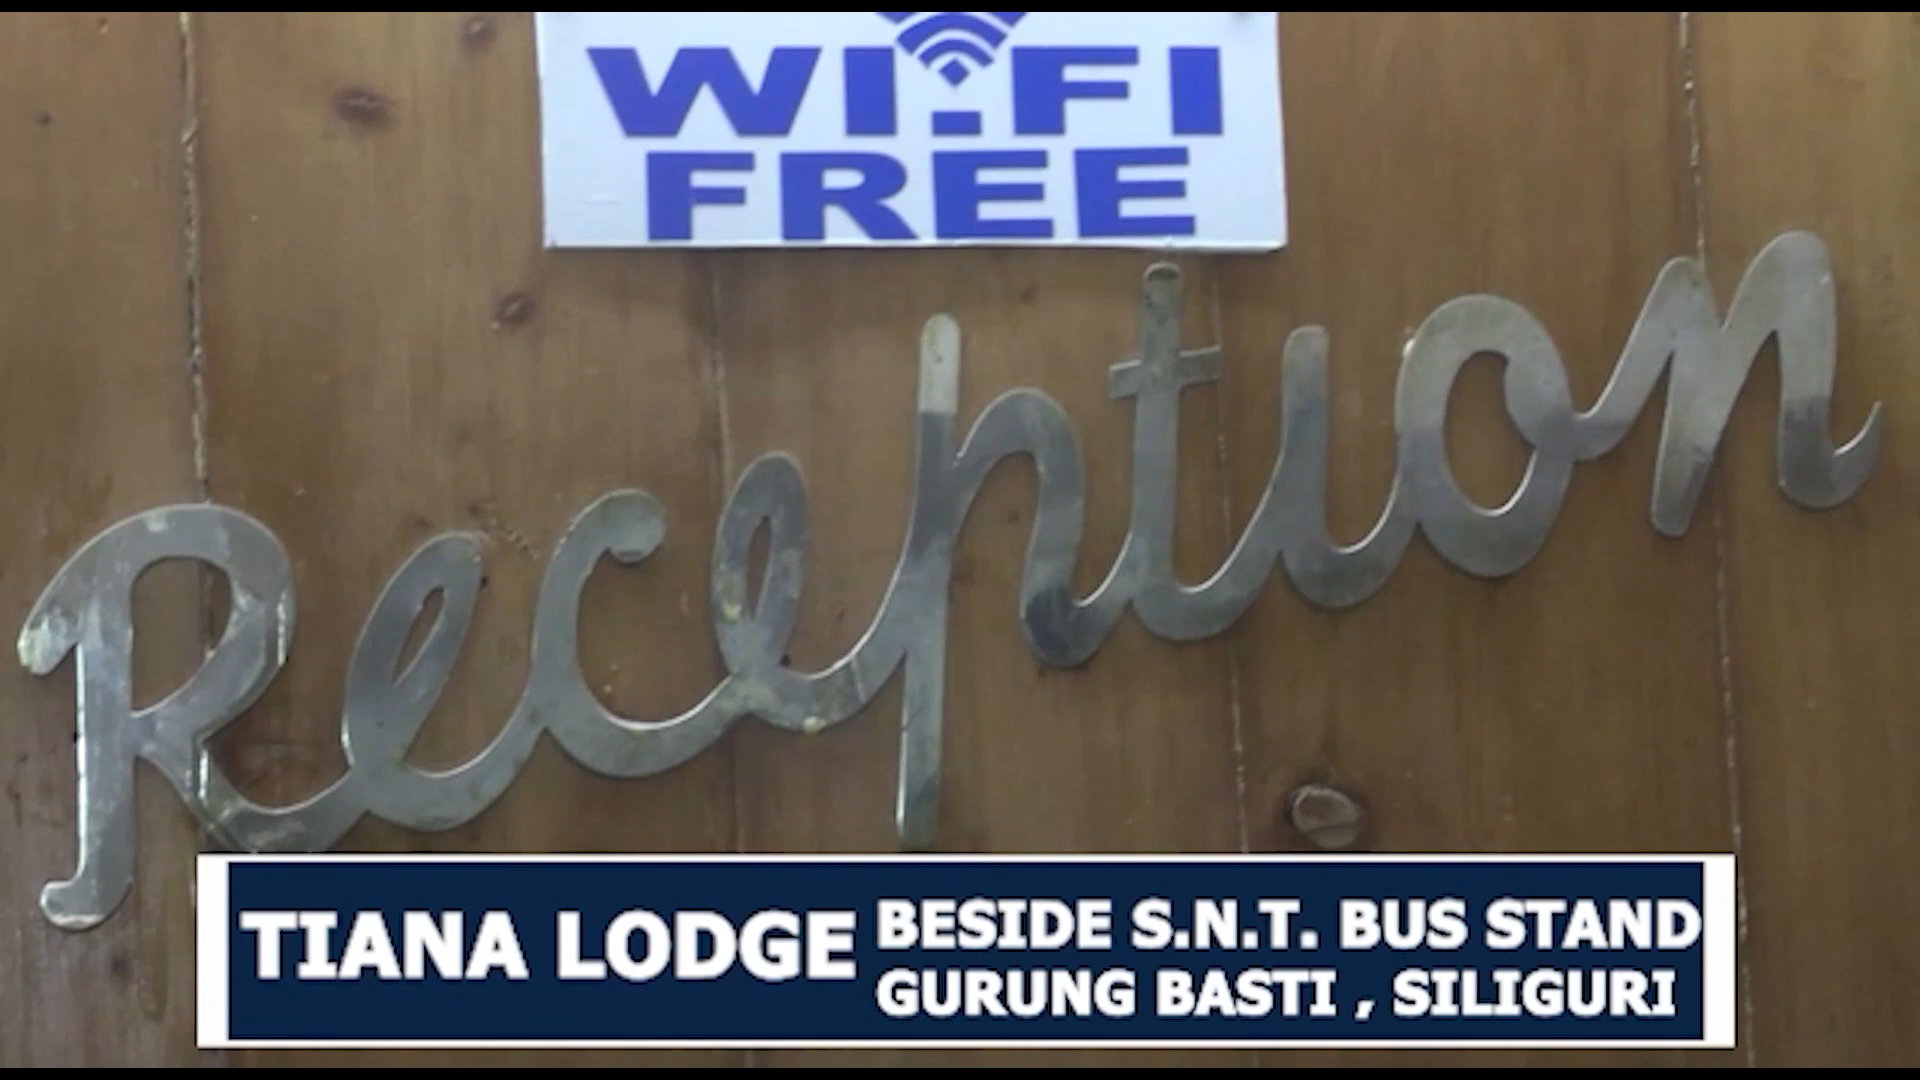 WI-FI
FREE
Reception
TIANA LODGE
BESIDE S.N.T. BUS STAND
GURUNG BASTI , SILIGURI